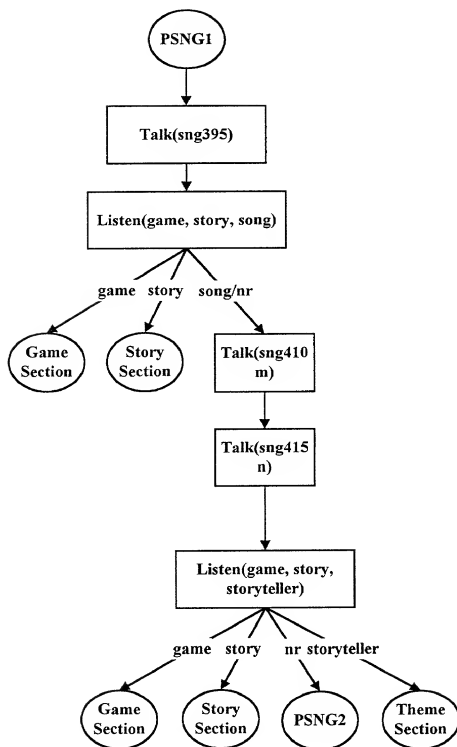 PSNG1
Talk(sng395)
Listen(game, story, song)
game story song/nr
Game
Section
Story
Section
Talk(sng410
m)
Talk(sng415
n)
Listen(game, story,
storyteller)
game story nr storyteller
Game
Section
Story
Section
PSNG2
Theme
Section